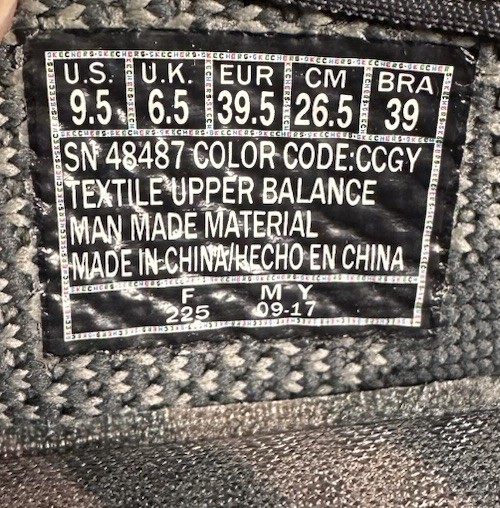 U.S. U.K. EUR CM BRA
9.5 6.5 39.5 26.5 39
SN 48487 COLOR CODE:CCGY
TEXTILE UPPER BALANCE
MAN MADE MATERIAL
MADE IN CHINA/HECHO EN CHINA
F M Y
225 09-17